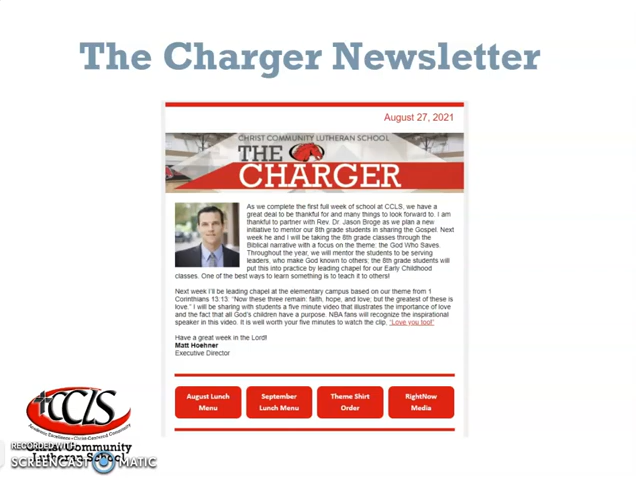 The Charger Newsletter
August 27, 2021
CHRIST COMMUNITY LUTHERAN SCHOOL
THE
CHARGER
As we complete the first full week of school at CCLS, we have a
great deal to be thankful for and many things to look forward to. I am
thankful to partner with Rev. Dr. Jason Broge as we plan a new
initiative to mentor our 8th grade students in sharing the Gospel. Next
week he and I will be taking the 6th grade classes through the
Biblical narrative with a focus on the theme: the God Who Saves.
Throughout the year, we will mentor the students to be serving
leaders, who make God known to others; the 8th grade students will
put this into practice by leading chapel for our Early Childhood
classes. One of the best ways to learn something is to teach it to others!
Next week I'll be leading chapel at the elementary campus based on our theme from 1
Corinthians 13:13. "Now these three remain: faith, hope, and love; but the greatest of these is
love." I will be sharing with students a five minute video that illustrates the importance of love
and the fact that all God's children have a purpose. NBA fans will recognize the inspirational
speaker in this video. It is well worth your five minutes to watch the clip. "Love you too!"
Have a great week in the Lord!
Matt Hoehner
Executive Director
August Lunch
Menu
September
Lunch Menu
Theme Shirt
Order
RightNow
Media
CCLS
Academic Excellence - Christ-Centered Community
Christ Community
Lutheran School
RECORDED WITH
SCREENCAST MATIC